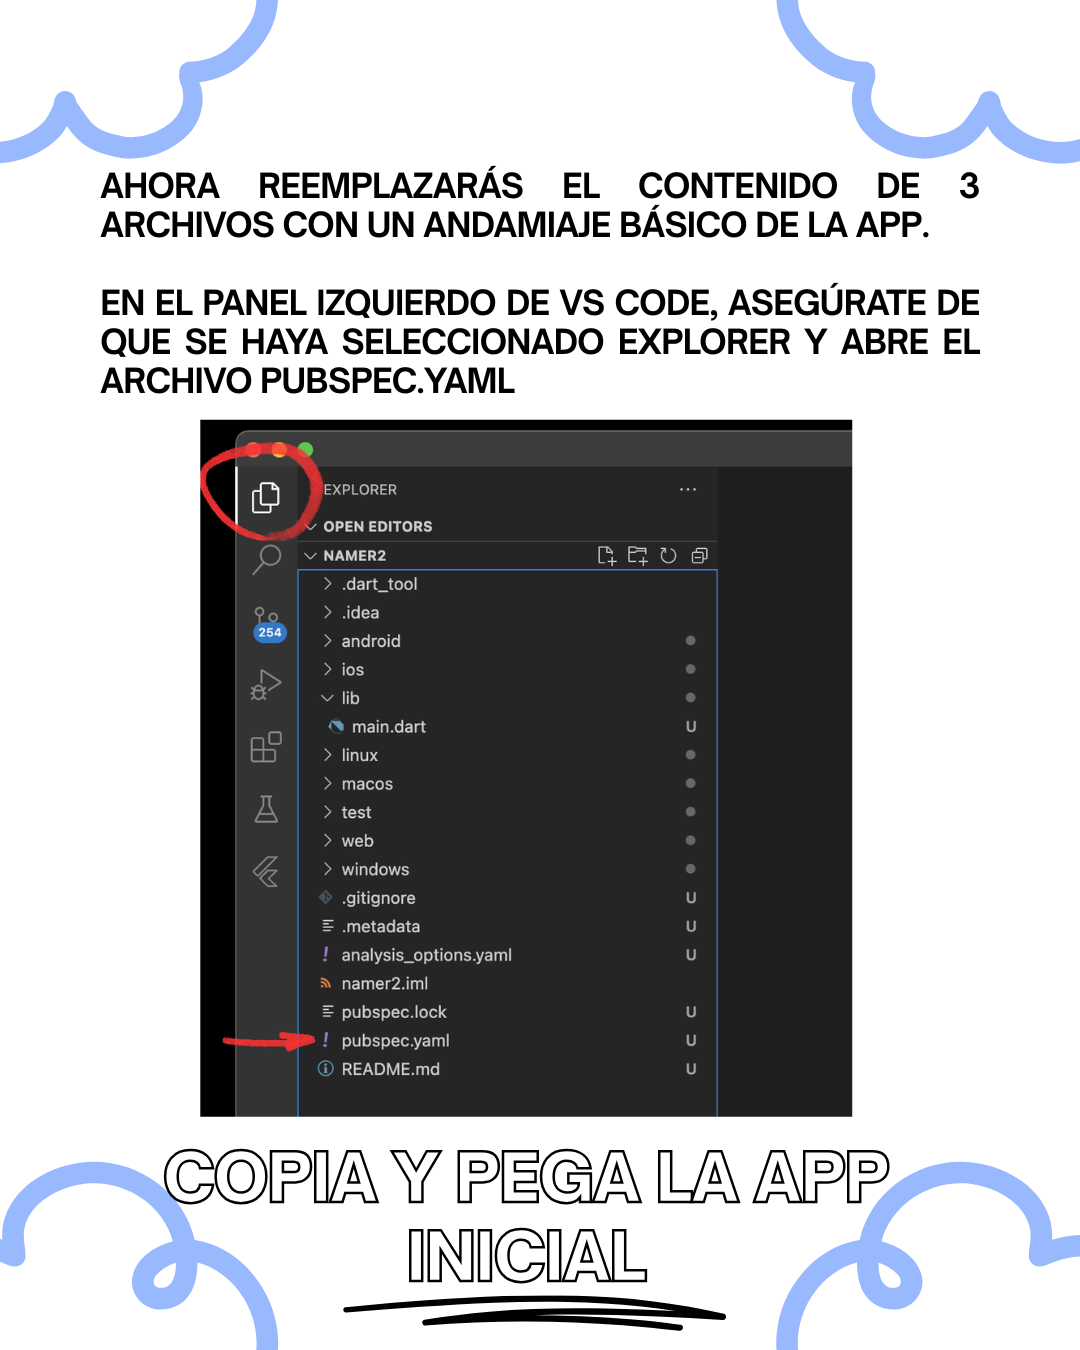 AHORA REEMPLAZARÁS EL CONTENIDO DE 3
ARCHIVOS CON UN ANDAMIAJE BÁSICO DE LA APP.
EN EL PANEL IZQUIERDO DE VS CODE, ASEGÚRATE DE
QUE SE HAYA SELECCIONADO EXPLORER Y ABRE EL
ARCHIVO PUBSPEC.YAML
EXPLORER
OPEN EDITORS
NAMER2
.dart_tool
.idea
254
android
ios
lib
main.dart U
linux
macos
test
web
windows
.gitignore U
.metadata U
! analysis_options.yaml U
namer2.iml
pubspec.lock U
! pubspec.yaml U
README.md U
COPIA Y PEGA LA APP
INICIAL